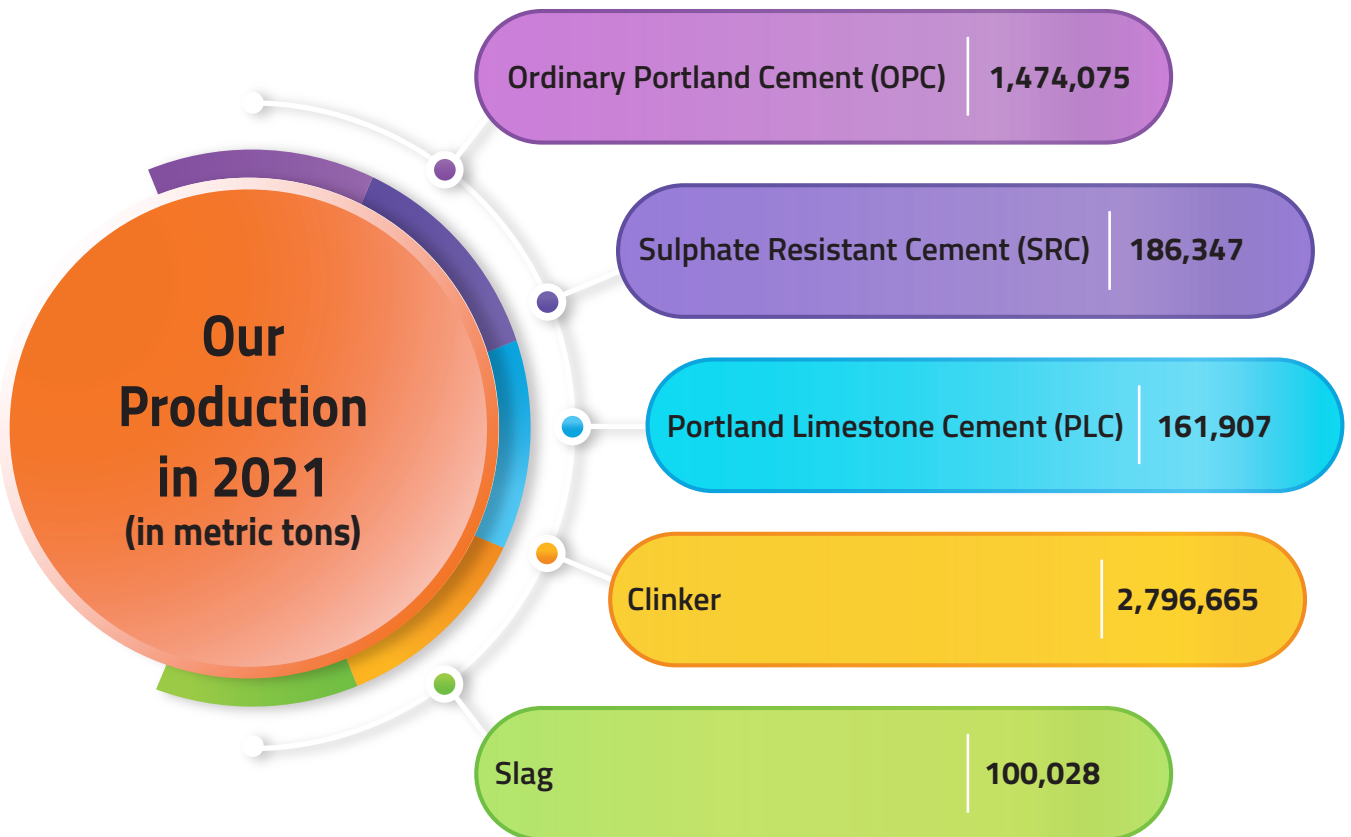 Our
Production
in 2021
(in metric tons)
Ordinary Portland Cement (OPC) 1,474,075
Sulphate Resistant Cement (SRC) 186,347
Portland Limestone Cement (PLC) 161,907
Clinker 2,796,665
Slag 100,028